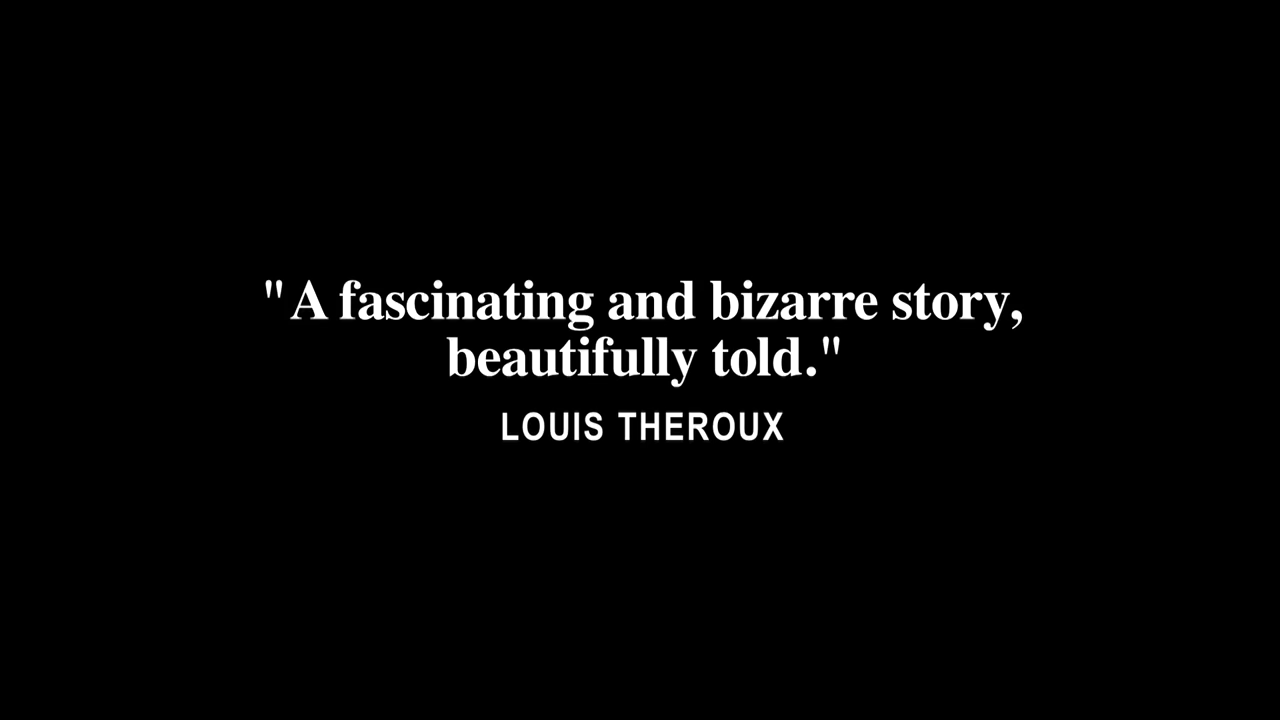 "A fascinating and bizarre story,
beautifully told."
LOUIS THEROUX